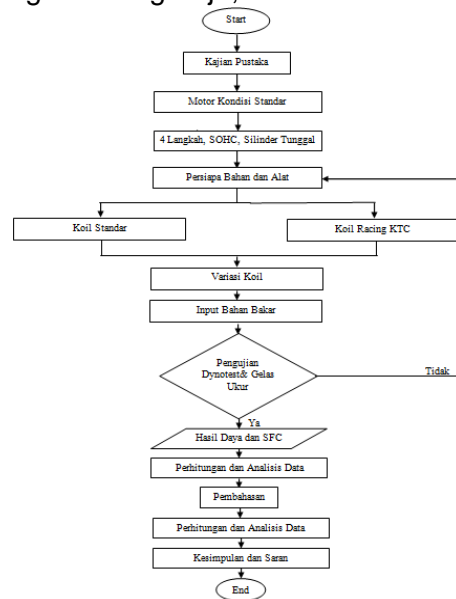 Start
Kajian Pustaka
Motor Kondisi Standar
4 Langkah, SOHC, Silinder Tunggal
Persiapa Bahan dan Alat
Koil Standar
Koil Racing KTC
Variasi Koil
Input Bahan Bakar
Pengujian
Dynotest& Gelas
Ukur
Tidak
Ya
Hasil Daya dan SFC
Perhitungan dan Analisis Data
Pembahasan
Perhitungan dan Analisis Data
Kesimpulan dan Saran
End